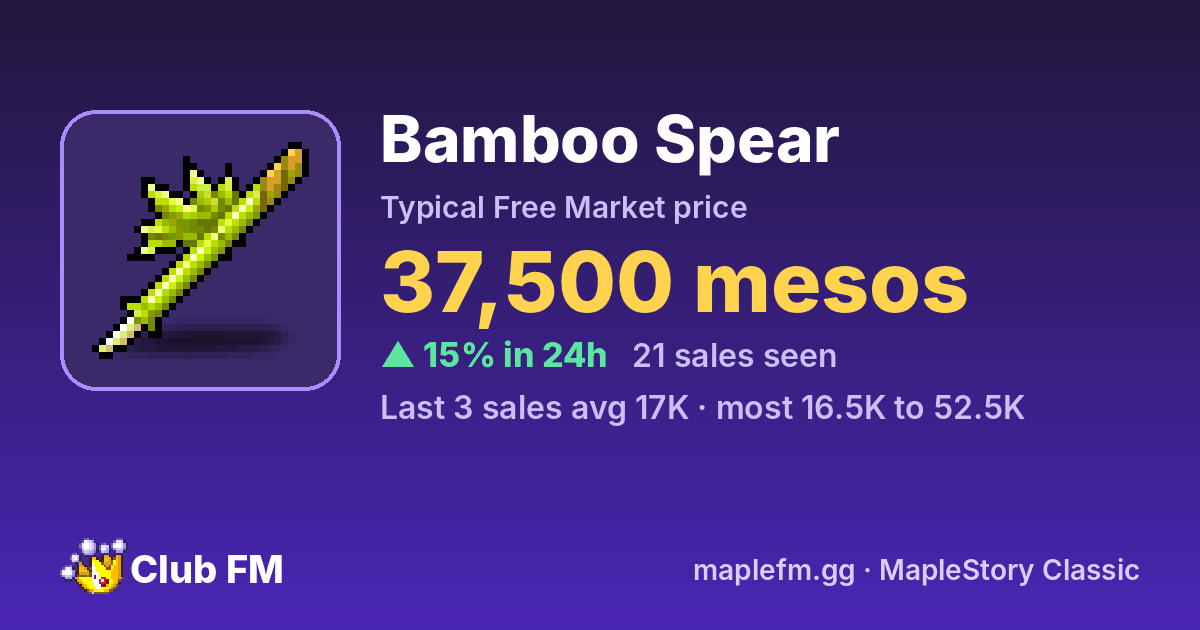 Bamboo Spear
Typical Free Market price
37,500 mesos
▲ 15% in 24h 21 sales seen
Last 3 sales avg 17K · most 16.5K to 52.5K
Club FM
maplefm.gg · MapleStory Classic